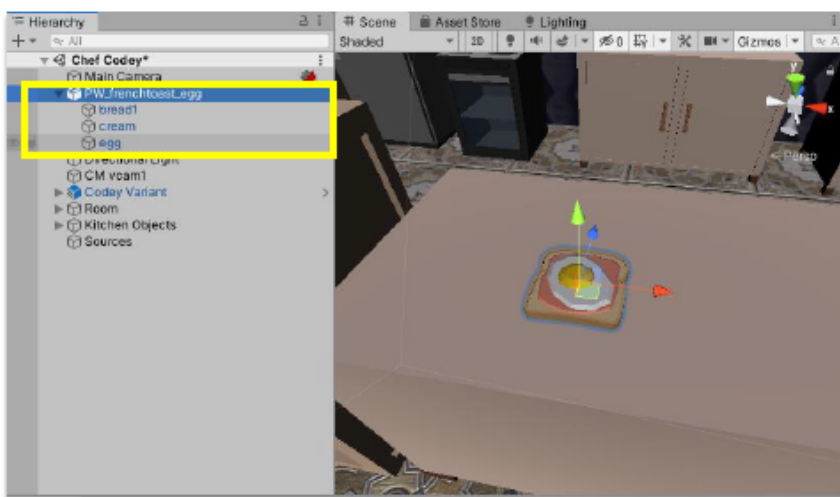 Hierarchy
All
Chef Codey*
Main Camera
PW_frenchtoast_egg
bread1
cream
egg
Directional Light
CM vcam1
Codey Variant
Room
Kitchen Objects
Sources
Scene Asset Store Lighting
Shaded 2D 0 Gizmos A
y
x
Persp